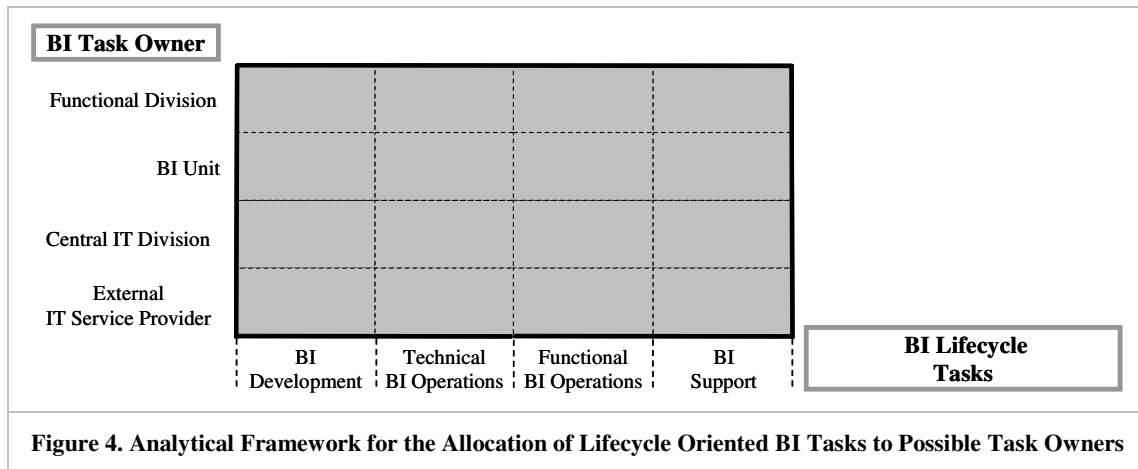 BI Task Owner
Functional Division
BI Unit
Central IT Division
External
IT Service Provider
BI
Development
Technical
BI Operations
Functional
BI Operations
BI
Support
BI Lifecycle
Tasks
Figure 4. Analytical Framework for the Allocation of Lifecycle Oriented BI Tasks to Possible Task Owners